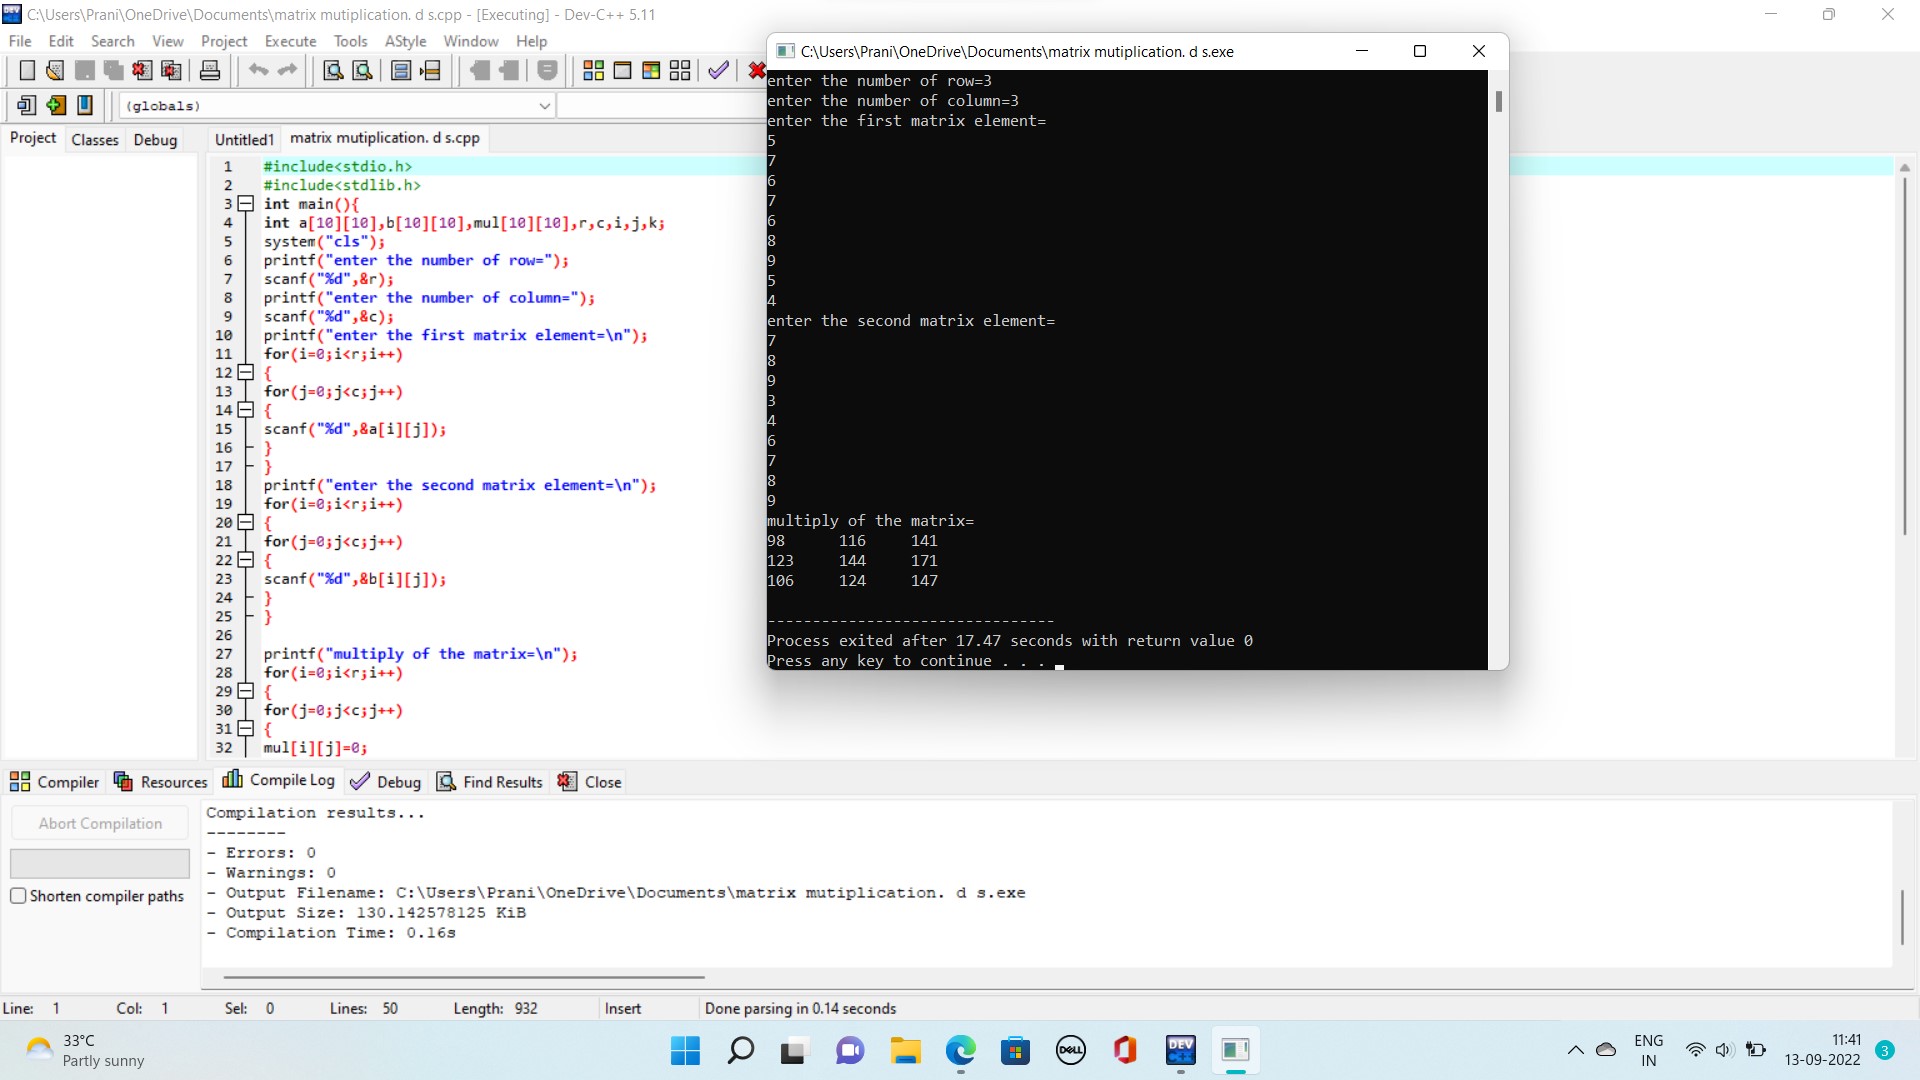 C:\Users\Prani\OneDrive\Documents\matrix mutiplication. d s.cpp - [Executing] - Dev-C++ 5.11
File Edit Search View Project Execute Tools AStyle Window Help
(globals)
Project Classes Debug
Untitled1 matrix mutiplication. d s.cpp
1 #include<stdio.h>
2 #include<stdlib.h>
3 int main(){
4 int a[10][10],b[10][10],mul[10][10],r,c,i,j,k;
5 system("cls");
6 printf("enter the number of row=");
7 scanf("%d",&r);
8 printf("enter the number of column=");
9 scanf("%d",&c);
10 printf("enter the first matrix element=\n");
11 for(i=0;i<r;i++)
12 {
13 for(j=0;j<c;j++)
14 {
15 scanf("%d",&a[i][j]);
16 }
17 }
18 printf("enter the second matrix element=\n");
19 for(i=0;i<r;i++)
20 {
21 for(j=0;j<c;j++)
22 {
23 scanf("%d",&b[i][j]);
24 }
25 }
26
27 printf("multiply of the matrix=\n");
28 for(i=0;i<r;i++)
29 {
30 for(j=0;j<c;j++)
31 {
32 mul[i][j]=0;
C:\Users\Prani\OneDrive\Documents\matrix mutiplication. d s.exe
enter the number of row=3
enter the number of column=3
enter the first matrix element=
5
7
6
7
6
8
9
5
4
enter the second matrix element=
7
8
9
3
4
6
7
8
9
multiply of the matrix=
98 116 141
123 144 171
106 124 147
--------------------------------
Process exited after 17.47 seconds with return value 0
Press any key to continue . . .
Compiler Resources Compile Log Debug Find Results Close
Abort Compilation
Shorten compiler paths
Compilation results...
--------
- Errors: 0
- Warnings: 0
- Output Filename: C:\Users\Prani\OneDrive\Documents\matrix mutiplication. d s.exe
- Output Size: 130.142578125 KiB
- Compilation Time: 0.16s
Line: 1 Col: 1 Sel: 0 Lines: 50 Length: 932 Insert Done parsing in 0.14 seconds
33°C
Partly sunny
DELL
DEV
ENG
IN
11:41
13-09-2022
3